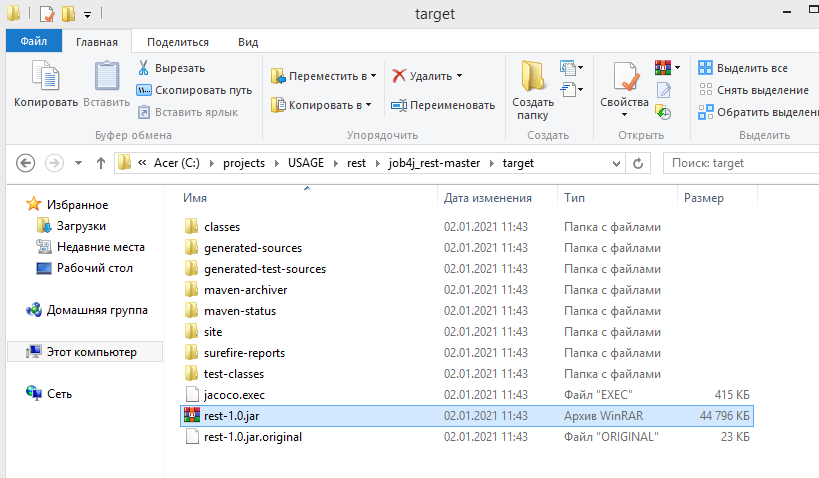 target
Файл Главная Поделиться Вид
Копировать Вставить Вырезать Скопировать путь Вставить ярлык
Буфер обмена
Переместить в Копировать в Удалить Переименовать
Упорядочить
Создать папку
Создать
Свойства
Открыть
Выделить все Снять выделение Обратить выделен
Выделить
« Acer (C:) projects USAGE rest job4j_rest-master target Поиск: target
Избранное
Загрузки
Недавние места
Рабочий стол
Домашняя группа
Этот компьютер
Сеть
Имя Дата изменения Тип Размер
classes 02.01.2021 11:43 Папка с файлами
generated-sources 02.01.2021 11:43 Папка с файлами
generated-test-sources 02.01.2021 11:43 Папка с файлами
maven-archiver 02.01.2021 11:43 Папка с файлами
maven-status 02.01.2021 11:43 Папка с файлами
site 02.01.2021 11:43 Папка с файлами
surefire-reports 02.01.2021 11:43 Папка с файлами
test-classes 02.01.2021 11:43 Папка с файлами
jacoco.exec 02.01.2021 11:43 Файл "EXEC" 415 КБ
rest-1.0.jar 02.01.2021 11:43 Архив WinRAR 44 796 КБ
rest-1.0.jar.original 02.01.2021 11:43 Файл "ORIGINAL" 23 КБ